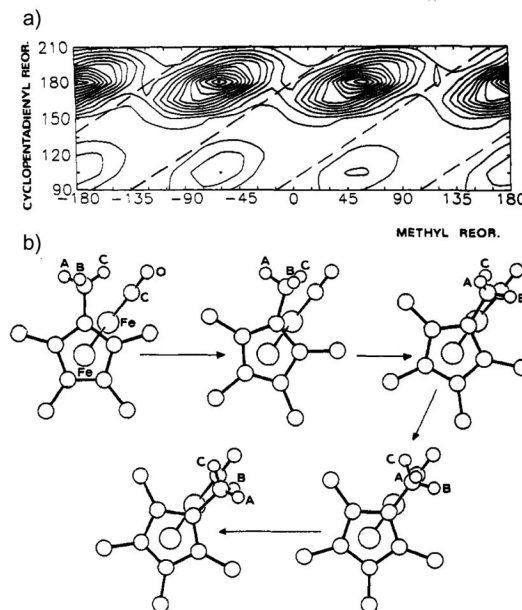 a)
CYCLOPENTADIENYL REOR.
210
180
150
120
90
-180 -135 -90 -45 0 45 90 135 180
METHYL REOR.
b)
A B C O
C
Fe
Fe
A C
B
C
A
B
C
B
A
C
B
A